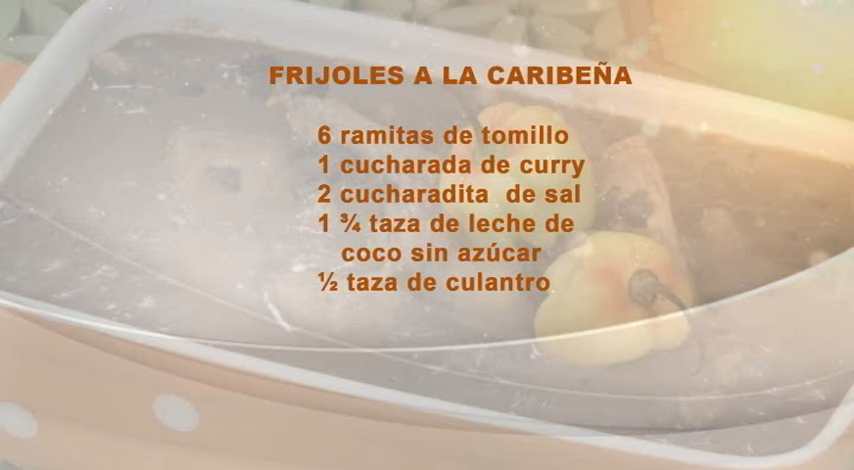 FRIJOLES A LA CARIBEÑA
6 ramitas de tomillo
1 cucharada de curry
2 cucharadita de sal
1 ¾ taza de leche de
coco sin azúcar
½ taza de culantro